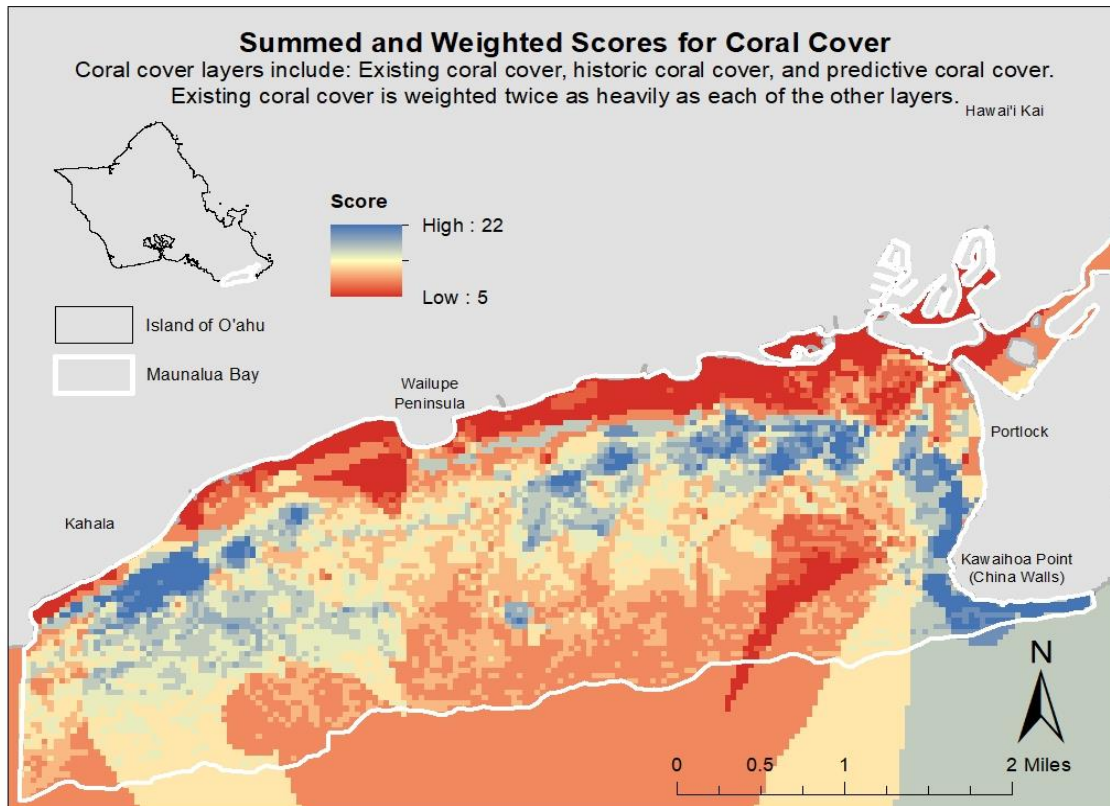 Summed and Weighted Scores for Coral Cover
Coral cover layers include: Existing coral cover, historic coral cover, and predictive coral cover.
Existing coral cover is weighted twice as heavily as each of the other layers.
Hawai'i Kai
Score
High : 22
Low : 5
Island of O'ahu
Maunalua Bay
Wailupe
Peninsula
Portlock
Kahala
Kawaihoa Point
(China Walls)
N
0 0.5 1 2 Miles